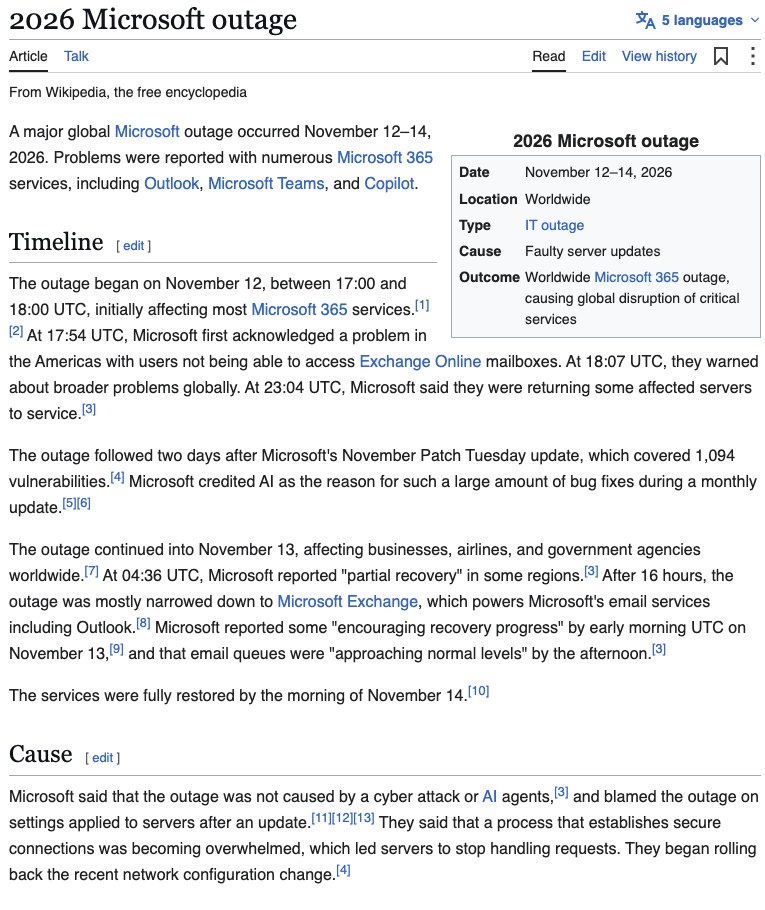 2026 Microsoft outage
5 languages
Article Talk Read Edit View history
From Wikipedia, the free encyclopedia
A major global Microsoft outage occurred November 12–14,
2026. Problems were reported with numerous Microsoft 365
services, including Outlook, Microsoft Teams, and Copilot.
2026 Microsoft outage
Date November 12–14, 2026
Location Worldwide
Type IT outage
Cause Faulty server updates
Outcome Worldwide Microsoft 365 outage,
causing global disruption of critical
services
Timeline [ edit ]
The outage began on November 12, between 17:00 and
18:00 UTC, initially affecting most Microsoft 365 services.[1]
[2] At 17:54 UTC, Microsoft first acknowledged a problem in
the Americas with users not being able to access Exchange Online mailboxes. At 18:07 UTC, they warned
about broader problems globally. At 23:04 UTC, Microsoft said they were returning some affected servers
to service.[3]
The outage followed two days after Microsoft's November Patch Tuesday update, which covered 1,094
vulnerabilities.[4] Microsoft credited AI as the reason for such a large amount of bug fixes during a monthly
update.[5][6]
The outage continued into November 13, affecting businesses, airlines, and government agencies
worldwide.[7] At 04:36 UTC, Microsoft reported "partial recovery" in some regions.[3] After 16 hours, the
outage was mostly narrowed down to Microsoft Exchange, which powers Microsoft's email services
including Outlook.[8] Microsoft reported some "encouraging recovery progress" by early morning UTC on
November 13,[9] and that email queues were "approaching normal levels" by the afternoon.[3]
The services were fully restored by the morning of November 14.[10]
Cause [ edit ]
Microsoft said that the outage was not caused by a cyber attack or AI agents,[3] and blamed the outage on
settings applied to servers after an update.[11][12][13] They said that a process that establishes secure
connections was becoming overwhelmed, which led servers to stop handling requests. They began rolling
back the recent network configuration change.[4]